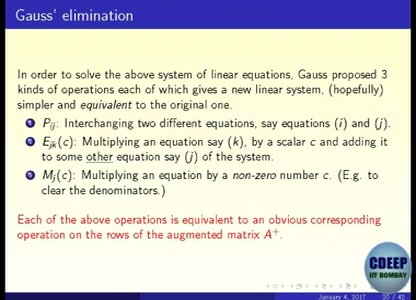 Gauss' elimination
In order to solve the above system of linear equations, Gauss proposed 3
kinds of operations each of which gives a new linear system, (hopefully)
simpler and equivalent to the original one.
1 Pij: Interchanging two different equations, say equations (i) and (j).
2 Ejk(c): Multiplying an equation say (k), by a scalar c and adding it
to some other equation say (j) of the system.
3 Mj(c): Multiplying an equation by a non-zero number c. (E.g. to
clear the denominators.)
Each of the above operations is equivalent to an obvious corresponding
operation on the rows of the augmented matrix A⁺.
CDEEP
IIT BOMBAY
January 4, 2017